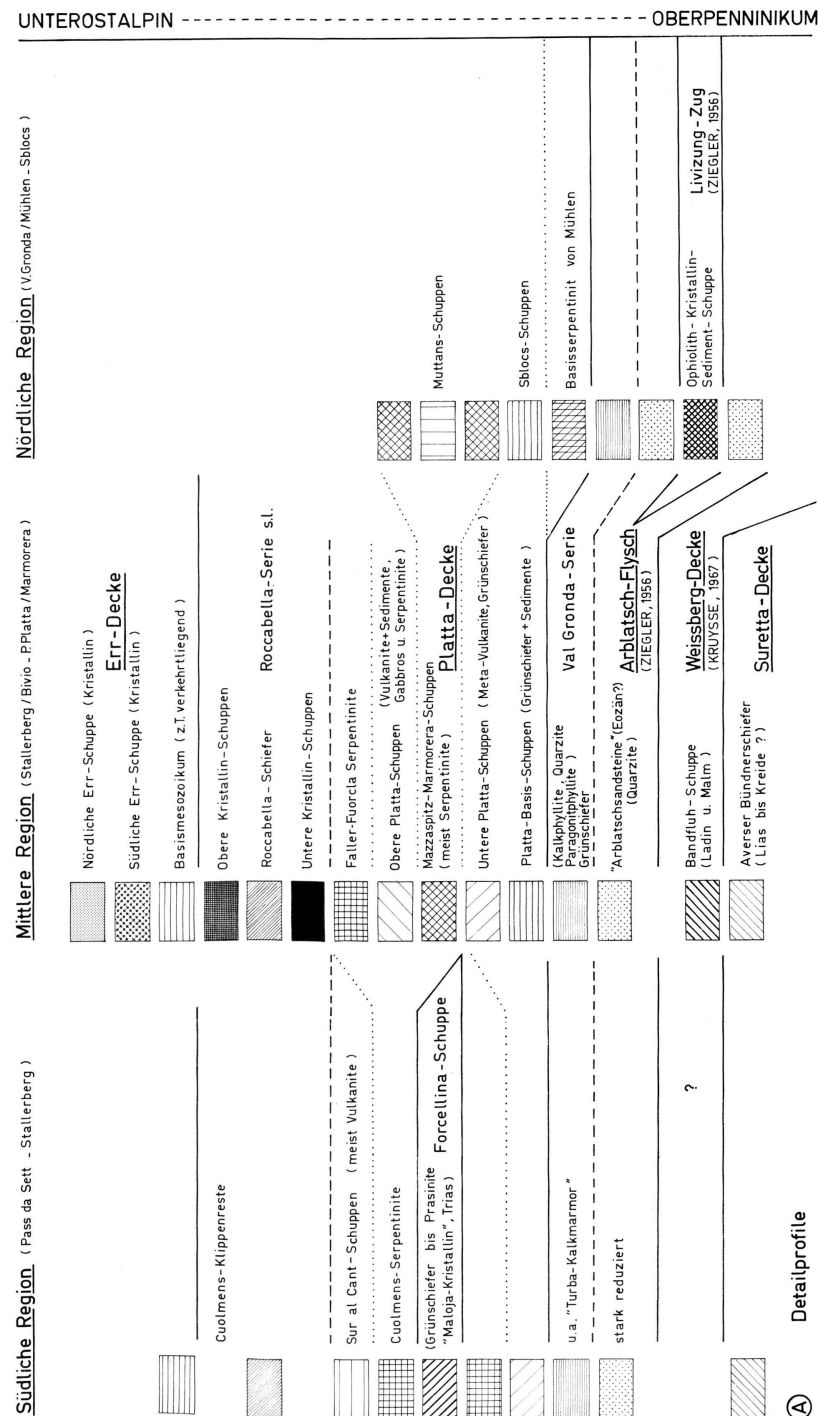 UNTEROSTALPIN
OBERPENNINIKUM
Südliche Region ( Pass da Sett - Stallerberg )
Cuolmens-Klippenreste
Sur al Cant-Schuppen ( meist Vulkanite )
Cuolmens-Serpentinite
(Grünschiefer bis Prasinite
"Maloja-Kristallin", Trias)
Forcellina-Schuppe
u.a. "Turba-Kalkmarmor"
stark reduziert
?
Ⓐ Detailprofile
Mittlere Region ( Stallerberg / Bivio - P.Platta / Marmorera )
Nördliche Err-Schuppe ( Kristallin )
Err-Decke
Südliche Err-Schuppe ( Kristallin )
Basismesozoikum ( z.T. verkehrtliegend )
Obere Kristallin-Schuppen
Roccabella-Schiefer
Roccabella-Serie s.l.
Untere Kristallin-Schuppen
Faller-Fuorcla Serpentinite
Obere Platta-Schuppen
(Vulkanite+Sedimente,
Gabbros u. Serpentinite )
Mazzaspitz-Marmorera-Schuppen
( meist Serpentinite )
Platta-Decke
Untere Platta-Schuppen ( Meta-Vulkanite, Grünschiefer )
Platta-Basis-Schuppen (Grünschiefer + Sedimente )
(Kalkphyllite, Quarzite
Paragonitphyllite )
Grünschiefer
Val Gronda-Serie
"Arblatschsandsteine" (Eozän?)
(Quarzite )
Arblatsch-Flysch
(ZIEGLER, 1956)
Bandfluh-Schuppe
( Ladin u. Malm )
Weissberg-Decke
( KRUYSSE, 1967 )
Averser Bündnerschiefer
( Lias bis Kreide ? )
Suretta-Decke
Nördliche Region ( V.Gronda / Mühlen - Sblocs )
Muttans-Schuppen
Sblocs-Schuppen
Basisserpentinit von Mühlen
Ophiolith-Kristallin-
Sediment-Schuppe
Livizung-Zug
(ZIEGLER, 1956)